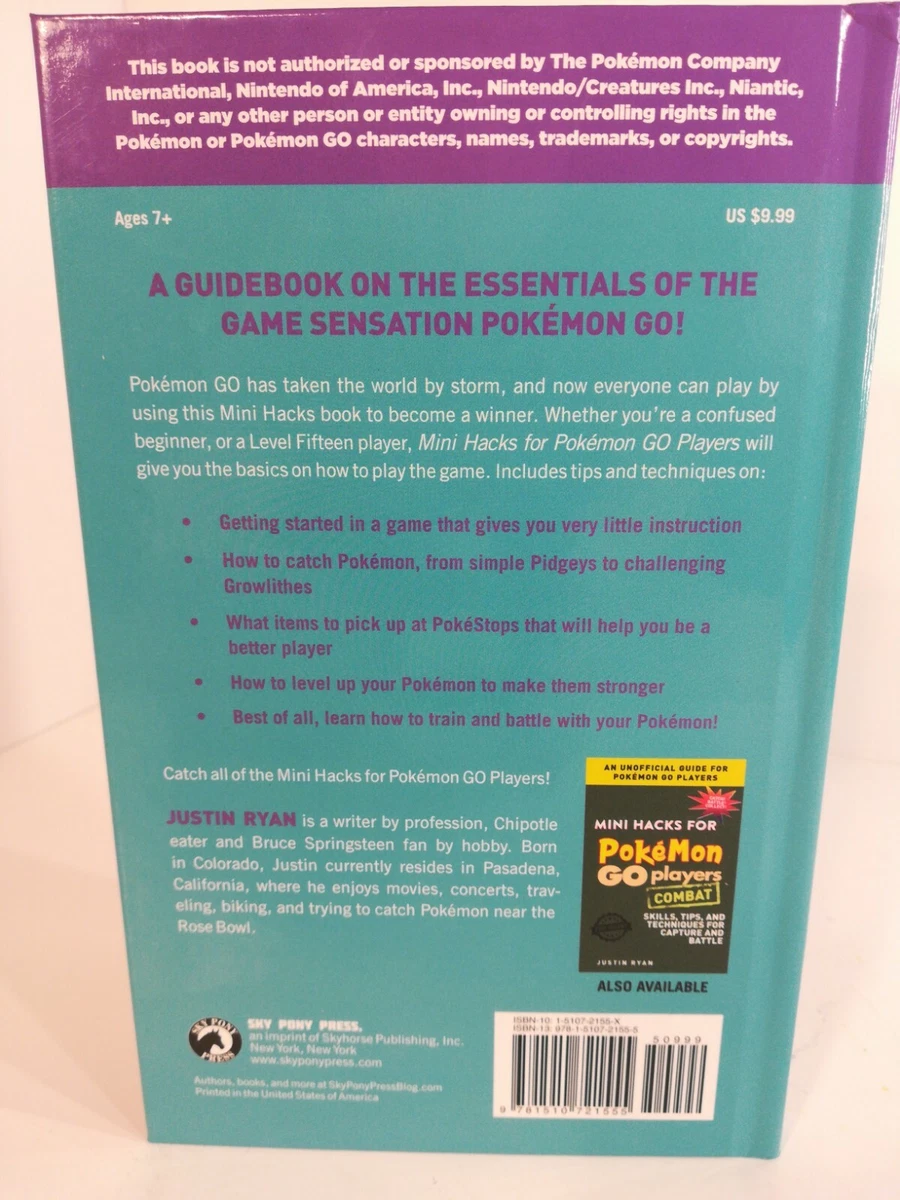 This book is not authorized or sponsored by The Pokémon Company
International, Nintendo of America, Inc., Nintendo/Creatures Inc., Niantic,
Inc., or any other person or entity owning or controlling rights in the
Pokémon or Pokémon GO characters, names, trademarks, or copyrights.
Ages 7+
US $9.99
A GUIDEBOOK ON THE ESSENTIALS OF THE
GAME SENSATION POKÉMON GO!
Pokémon GO has taken the world by storm, and now everyone can play by
using this Mini Hacks book to become a winner. Whether you're a confused
beginner, or a Level Fifteen player, Mini Hacks for Pokémon GO Players will
give you the basics on how to play the game. Includes tips and techniques on:
• Getting started in a game that gives you very little instruction
• How to catch Pokémon, from simple Pidgeys to challenging
Growlithes
• What items to pick up at PokéStops that will help you be a
better player
• How to level up your Pokémon to make them stronger
• Best of all, learn how to train and battle with your Pokémon!
Catch all of the Mini Hacks for Pokémon GO Players!
JUSTIN RYAN is a writer by profession, Chipotle
eater and Bruce Springsteen fan by hobby. Born
in Colorado, Justin currently resides in Pasadena,
California, where he enjoys movies, concerts, trav-
eling, biking, and trying to catch Pokémon near the
Rose Bowl.
AN UNOFFICIAL GUIDE FOR
POKÉMON GO PLAYERS
MINI HACKS FOR
PoKéMon
GO players
COMBAT
SKILLS, TIPS, AND
TECHNIQUES FOR
CAPTURE AND
BATTLE
JUSTIN RYAN
ALSO AVAILABLE
SKY PONY
PRESS
SKY PONY PRESS,
an imprint of Skyhorse Publishing, Inc.
New York, New York
www.skyponypress.com
Authors, books, and more at SkyPonyPressBlog.com
Printed in the United States of America
ISBN-10: 1-5107-2155-X
ISBN-13: 978-1-5107-2155-5
50999
9 781510 721555